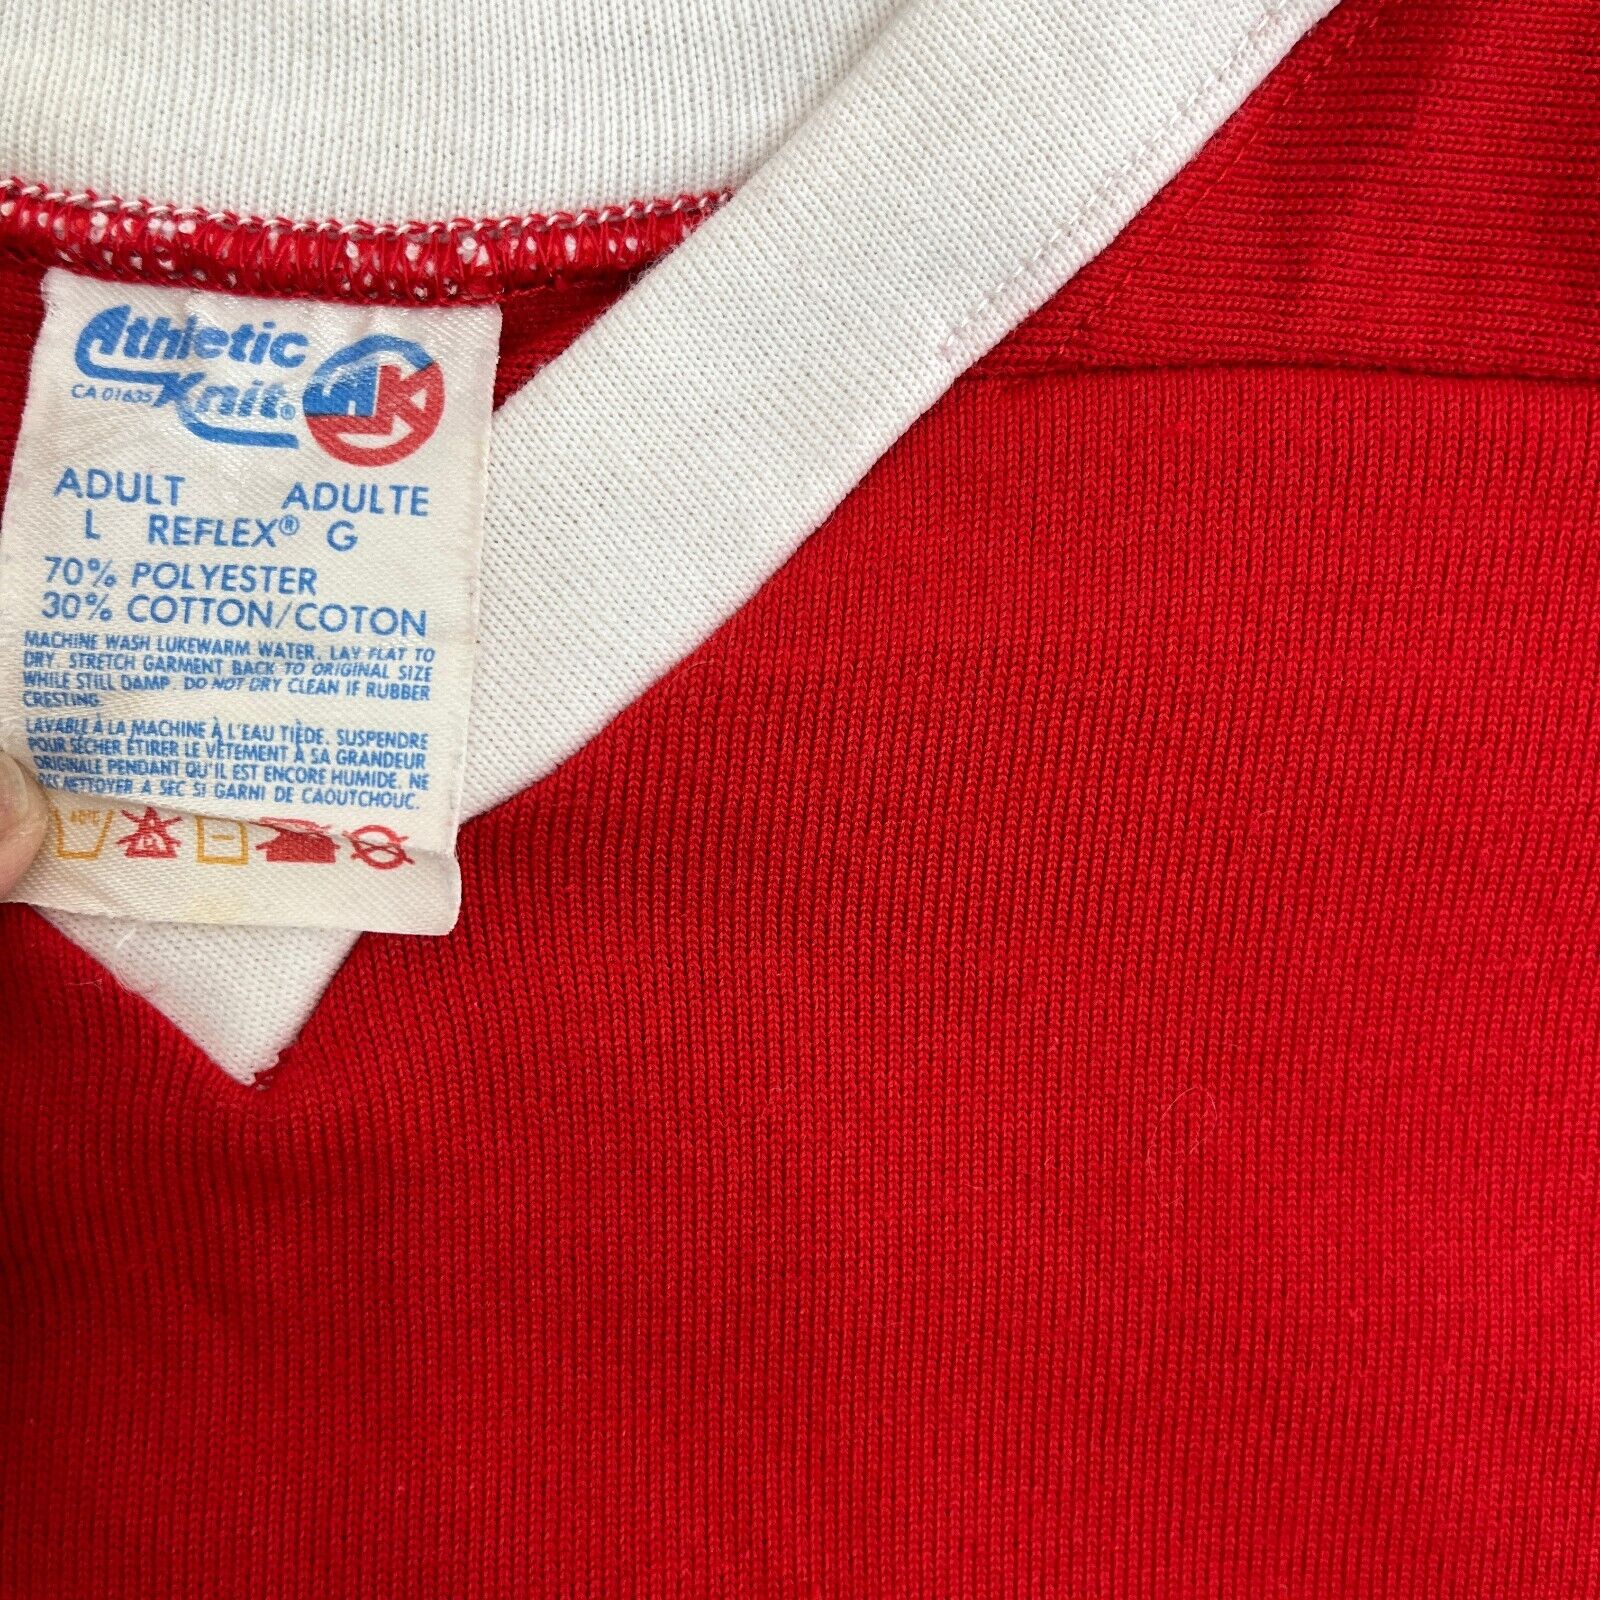 Athletic
Knit®
CA 01635
AK
ADULT ADULTE
L REFLEX® G
70% POLYESTER
30% COTTON/COTON
MACHINE WASH LUKEWARM WATER, LAY FLAT TO
DRY. STRETCH GARMENT BACK TO ORIGINAL SIZE
WHILE STILL DAMP. DO NOT DRY CLEAN IF RUBBER
CRESTING.
LAVABLE À LA MACHINE À L'EAU TIÈDE. SUSPENDRE
POUR SÉCHER ÉTIRER LE VÊTEMENT À SA GRANDEUR
ORIGINALE PENDANT QU'IL EST ENCORE HUMIDE. NE
PAS NETTOYER A SEC SI GARNI DE CAOUTCHOUC.
40°C